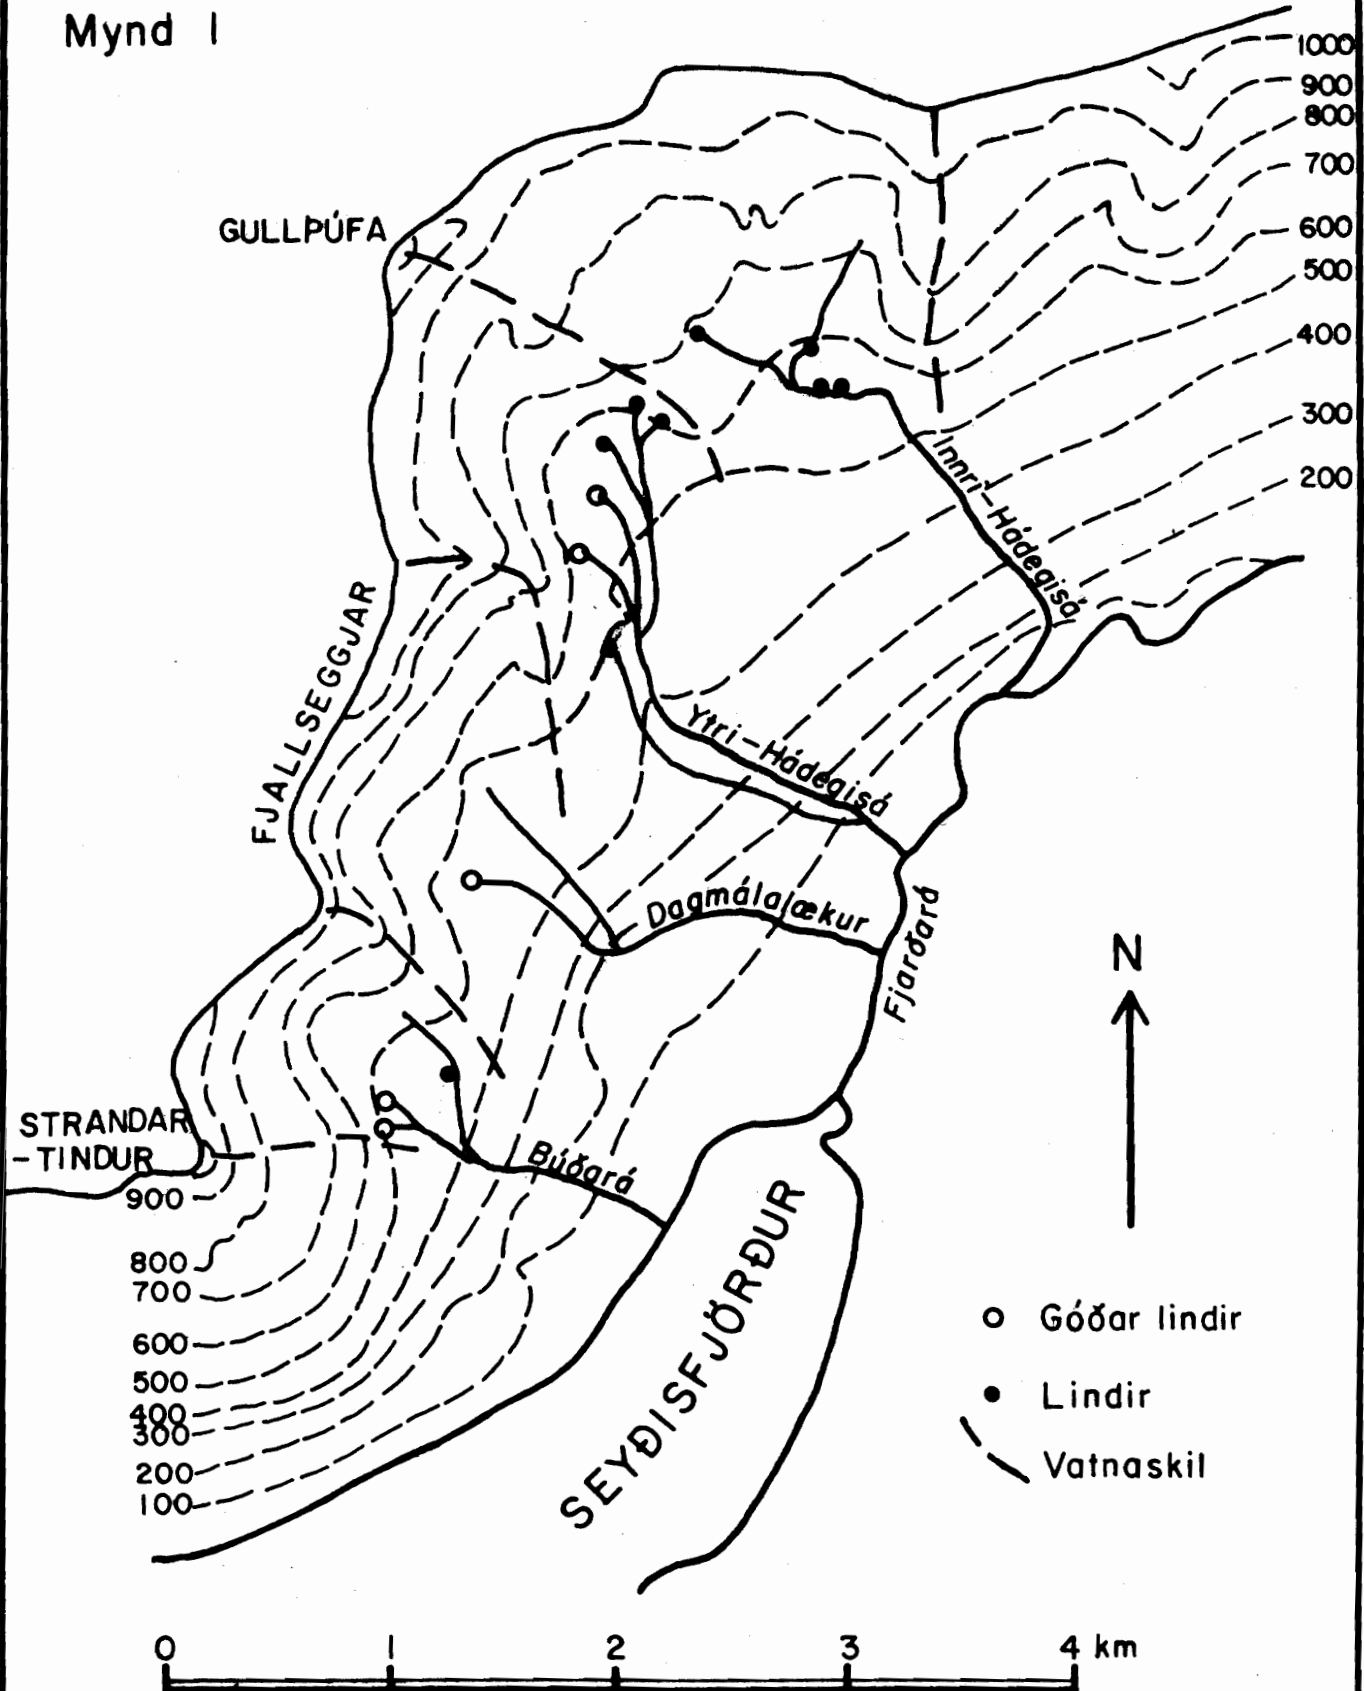 Mynd 1
1000
900
800
700
600
500
400
300
200
GULLÞÚFA
FJALLSEGGJAR
Innri-Hádegisá
Ytri-Hádegisá
Dagmálalækur
Fjarðará
N
STRANDAR
-TINDUR
Búðará
900
800
700
600
500
400
300
200
100
SEYÐISFJÖRÐUR
Góðar lindir
Lindir
Vatnaskil
0 1 2 3 4 km